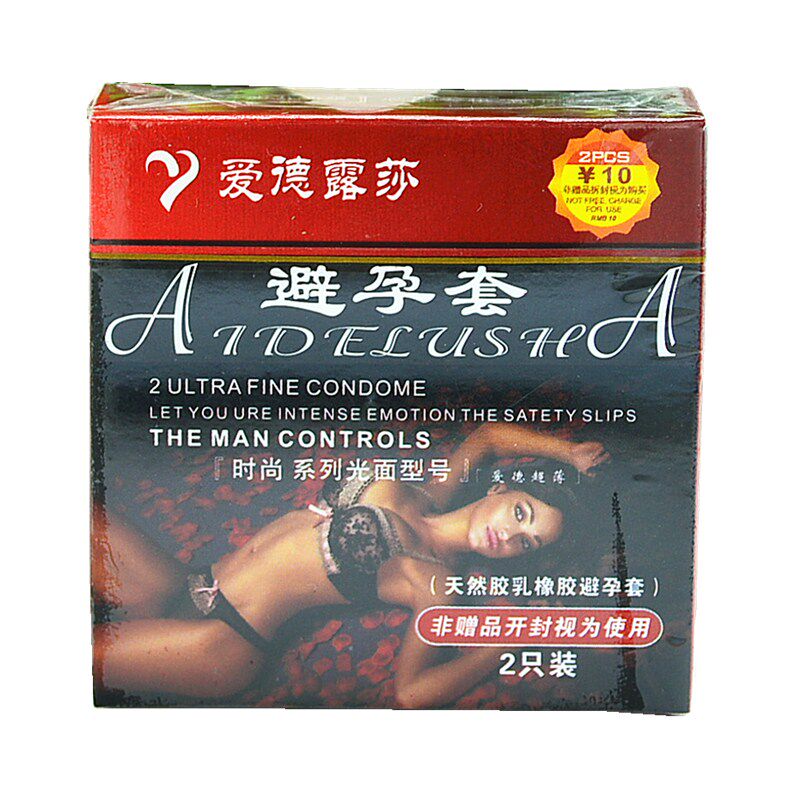 爱德露莎
2PCS
¥10
非赠品拆封视为购买
NOT FREE, CHARGE
FOR USE
RMB 10
避孕套
AIDELUSHA
2 ULTRA FINE CONDOME
LET YOU URE INTENSE EMOTION THE SATETY SLIPS
THE MAN CONTROLS
『时尚 系列光面型号』[爱德超薄]
(天然胶乳橡胶避孕套)
非赠品开封视为使用
2只装